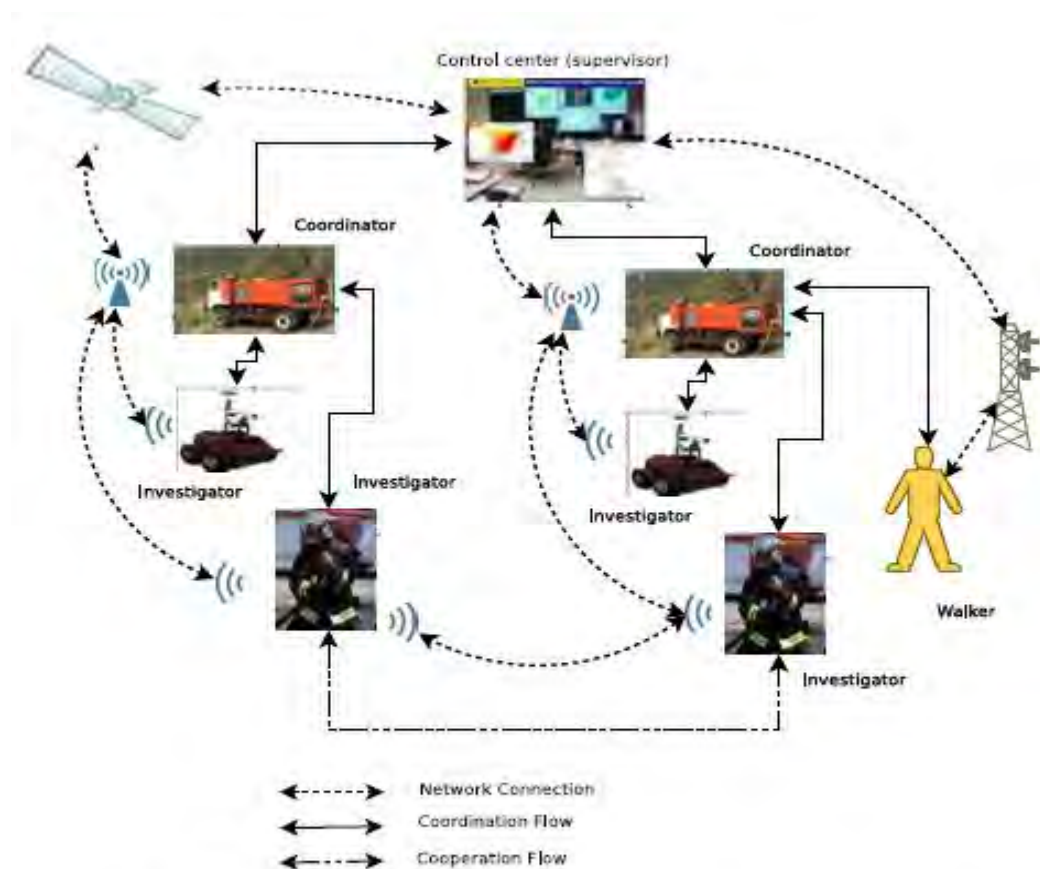 Control center (supervisor)
Coordinator
Coordinator
Investigator
Investigator
Investigator
Walker
Investigator
Network Connection
Coordination Flow
Cooperation Flow